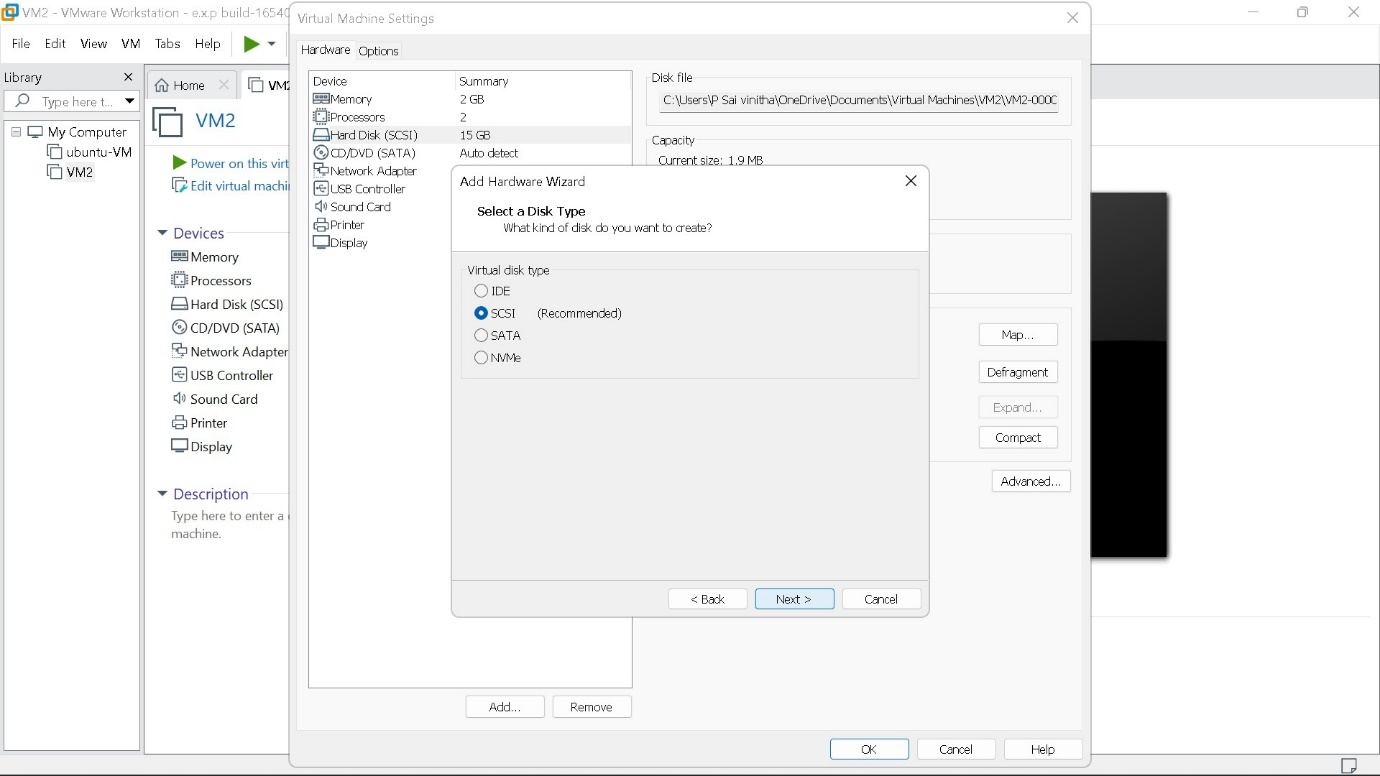 VM2 - VMware Workstation - e.x.p build-16540
Virtual Machine Settings
File Edit View VM Tabs Help
Hardware Options
Library
Type here t...
My Computer
ubuntu-VM
VM2
Home
VM2
VM2
Power on this virt
Edit virtual machi
Devices
Memory
Processors
Hard Disk (SCSI)
CD/DVD (SATA)
Network Adapter
USB Controller
Sound Card
Printer
Display
Description
Type here to enter a
machine.
Device Summary
Memory 2 GB
Processors 2
Hard Disk (SCSI) 15 GB
CD/DVD (SATA) Auto detect
Network Adapter
USB Controller
Sound Card
Printer
Display
Add... Remove
Disk file
C:\Users\P Sai vinitha\OneDrive\Documents\Virtual Machines\VM2\VM2-000C
Capacity
Current size: 1.9 MB
Add Hardware Wizard
Select a Disk Type
What kind of disk do you want to create?
Virtual disk type
IDE
SCSI (Recommended)
SATA
NVMe
< Back Next > Cancel
Map...
Defragment
Expand...
Compact
Advanced...
OK Cancel Help